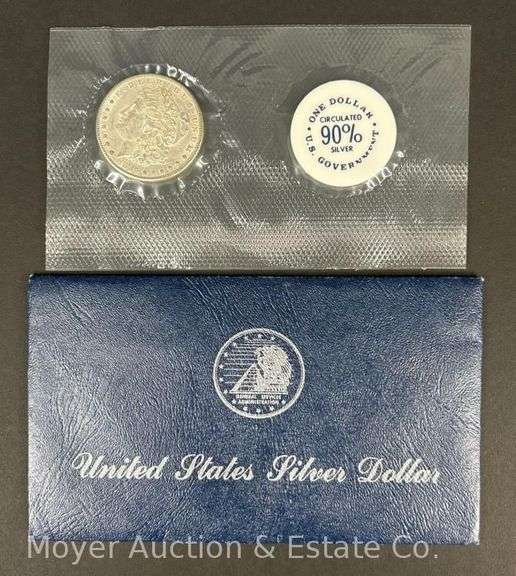 ONE DOLLAR
CIRCULATED
90%
SILVER
U.S. GOVERNMENT
GENERAL SERVICES
ADMINISTRATION
United States Silver Dollar
Moyer Auction & Estate Co.